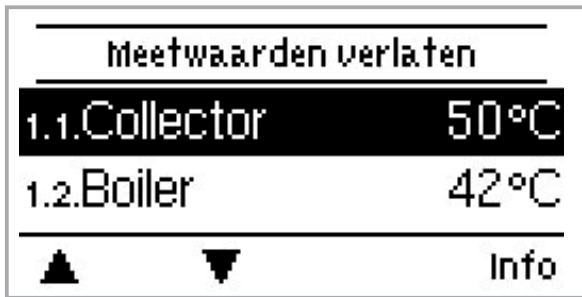 Meetwaarden verlaten
1.1.Collector 50°C
1.2.Boiler 42°C
▲ ▼ Info